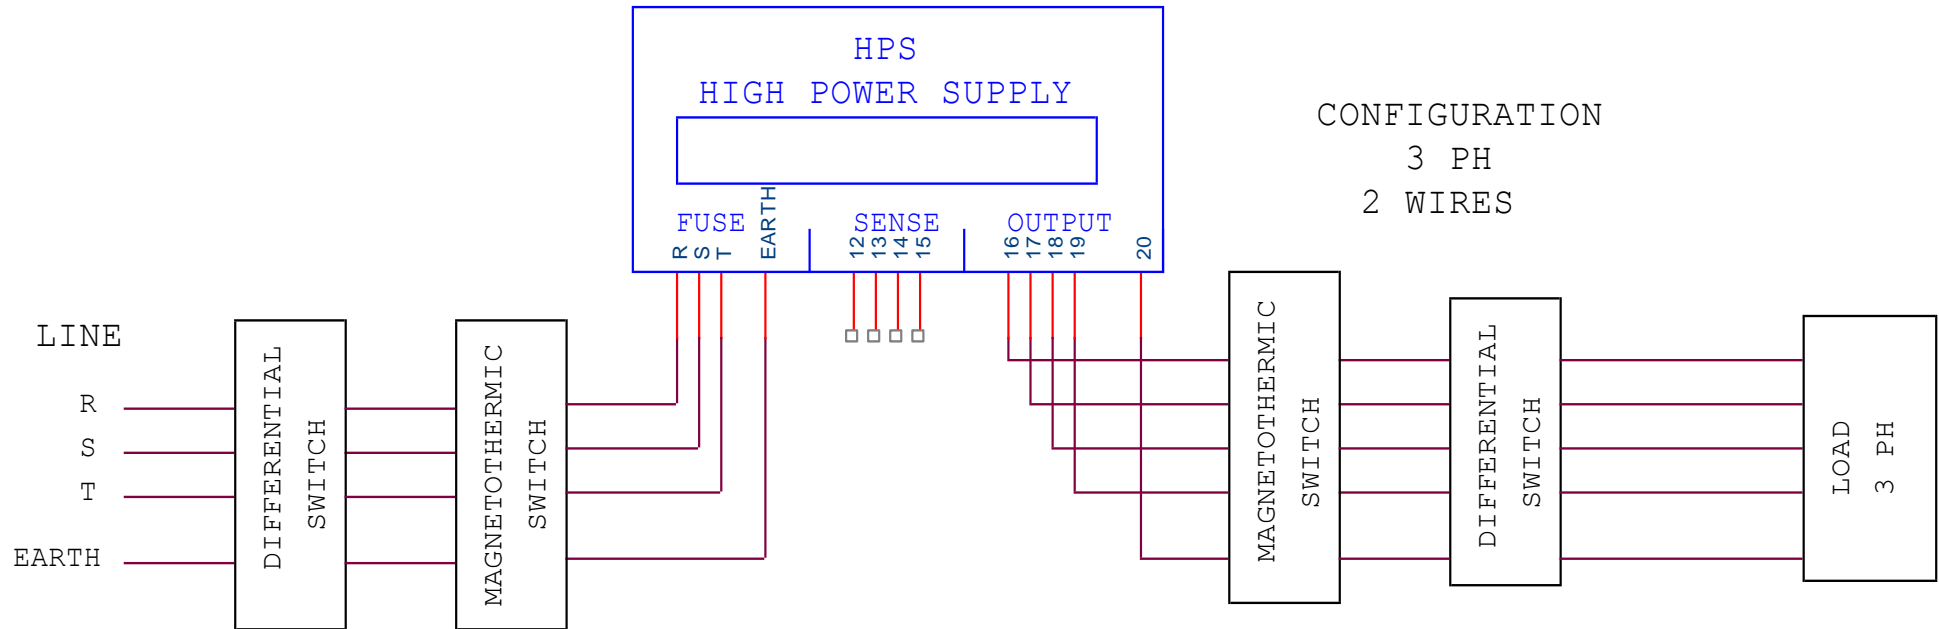 HPS
HIGH POWER SUPPLY
CONFIGURATION
3 PH
2 WIRES
FUSE
SENSE
OUTPUT
R
S
T
EARTH
12
13
14
15
16
17
18
19
20
LINE
R
S
T
EARTH
DIFFERENTIAL
SWITCH
MAGNETOTHERMIC
SWITCH
MAGNETOTHERMIC
SWITCH
DIFFERENTIAL
SWITCH
LOAD
3 PH